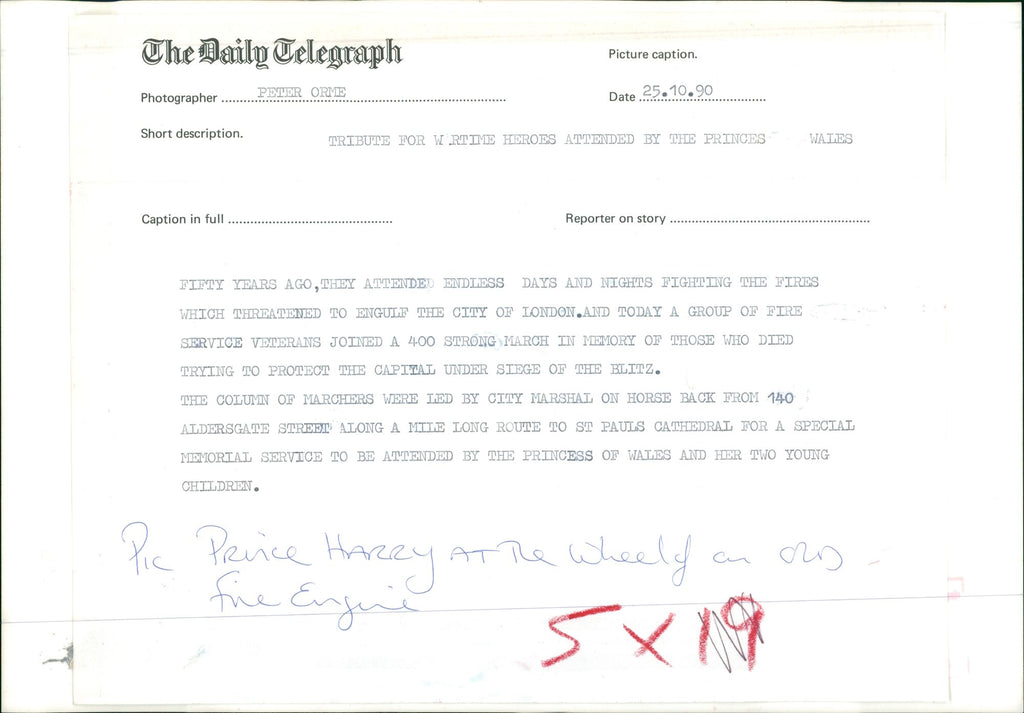 The Daily Telegraph
Picture caption.
Photographer PETER ORME
Date 25.10.90
Short description.
TRIBUTE FOR W RTIME HEROES ATTENDED BY THE PRINCES WALES
Caption in full
Reporter on story
FIFTY YEARS AGO,THEY ATTENDED ENDLESS DAYS AND NIGHTS FIGHTING THE FIRES
WHICH THREATENED TO ENGULF THE CITY OF LONDON.AND TODAY A GROUP OF FIRE
SERVICE VETERANS JOINED A 400 STRONG MARCH IN MEMORY OF THOSE WHO DIED
TRYING TO PROTECT THE CAPITAL UNDER SIEGE OF THE BLITZ.
THE COLUMN OF MARCHERS WERE LED BY CITY MARSHAL ON HORSE BACK FROM 140
ALDERSGATE STREET ALONG A MILE LONG ROUTE TO ST PAULS CATHEDRAL FOR A SPECIAL
MEMORIAL SERVICE TO BE ATTENDED BY THE PRINCESS OF WALES AND HER TWO YOUNG
CHILDREN.
Pic Prince HARRY AT The Wheel of an OLD
fire Engine
5 X 19